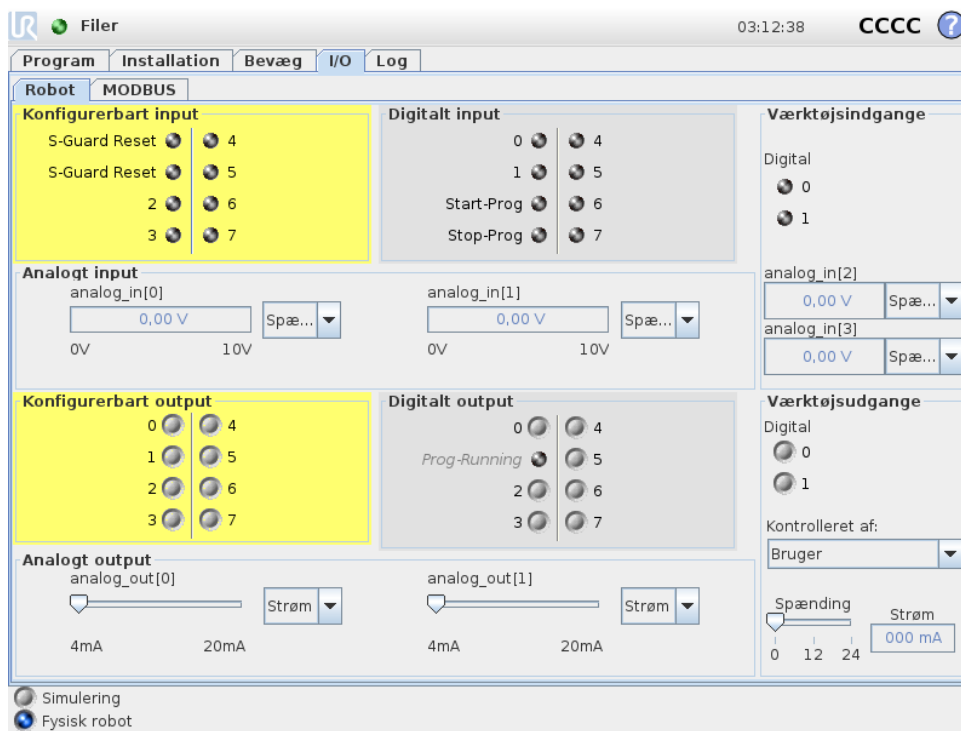 UR Filer 03:12:38 CCCC ?
Program Installation Bevæg I/O Log
Robot MODBUS
Konfigurerbart input
S-Guard Reset 4
S-Guard Reset 5
2 6
3 7
Digitalt input
0 4
1 5
Start-Prog 6
Stop-Prog 7
Værktøjsindgange
Digital
0
1
analog_in[2]
0,00 V Spæ...
analog_in[3]
0,00 V Spæ...
Analogt input
analog_in[0]
0,00 V Spæ...
0V 10V
analog_in[1]
0,00 V Spæ...
0V 10V
Konfigurerbart output
0 4
1 5
2 6
3 7
Digitalt output
0 4
Prog-Running 5
2 6
3 7
Værktøjsudgange
Digital
0
1
Kontrolleret af:
Bruger
Spænding
0 12 24
Strøm
000 mA
Analogt output
analog_out[0]
Strøm
4mA 20mA
analog_out[1]
Strøm
4mA 20mA
Simulering
Fysisk robot